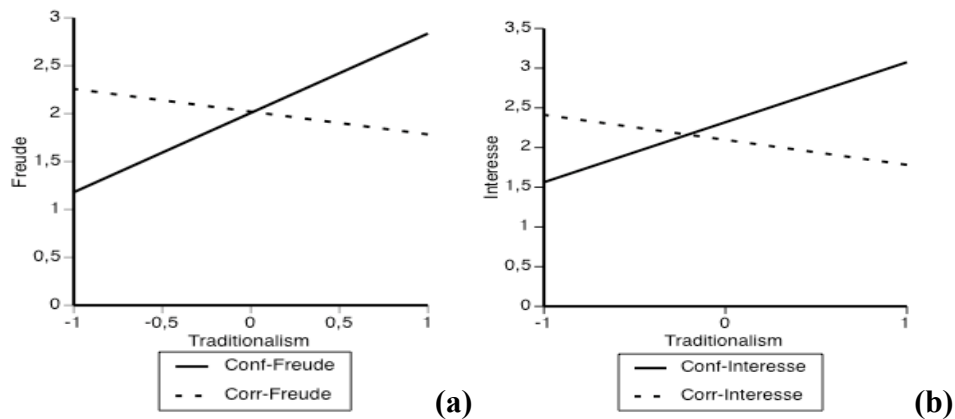 3
2,5
2
1,5
1
0,5
0
Freude
-1 -0,5 0 0,5 1
Traditionalism
Conf-Freude
Corr-Freude
(a)
3,5
3
2,5
2
1,5
1
0,5
0
Interesse
-1 0 1
Traditionalism
Conf-Interesse
Corr-Interesse
(b)